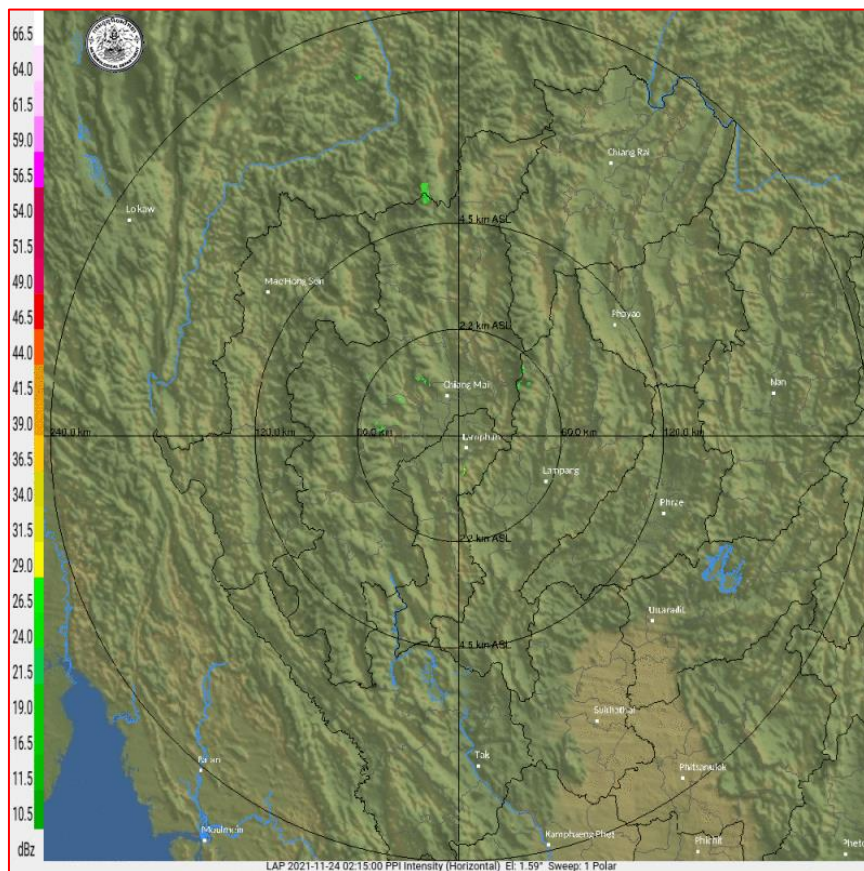 66.5
64.0
61.5
59.0
56.5
54.0
51.5
49.0
46.5
44.0
41.5
39.0
36.5
34.0
31.5
29.0
26.5
24.0
21.5
19.0
16.5
11.5
10.5
dBz
Chiang Rai
Loikaw
4.5 km ASL
Mae Hong Son
Phayao
2.2 km ASL
Chiang Mai
Nan
240.0 km
120.0 km
60.0 km
60.0 km
120.0 km
Lamphun
Lampang
Phrae
2.2 km ASL
Uttaradit
4.5 km ASL
Sukhothai
Tak
Pa'an
Phitsanulok
Moulmein
Kamphaeng Phet
Phichit
LAP 2021-11-24 02:15:00 PPI Intensity (Horizontal) El: 1.59° Sweep: 1 Polar